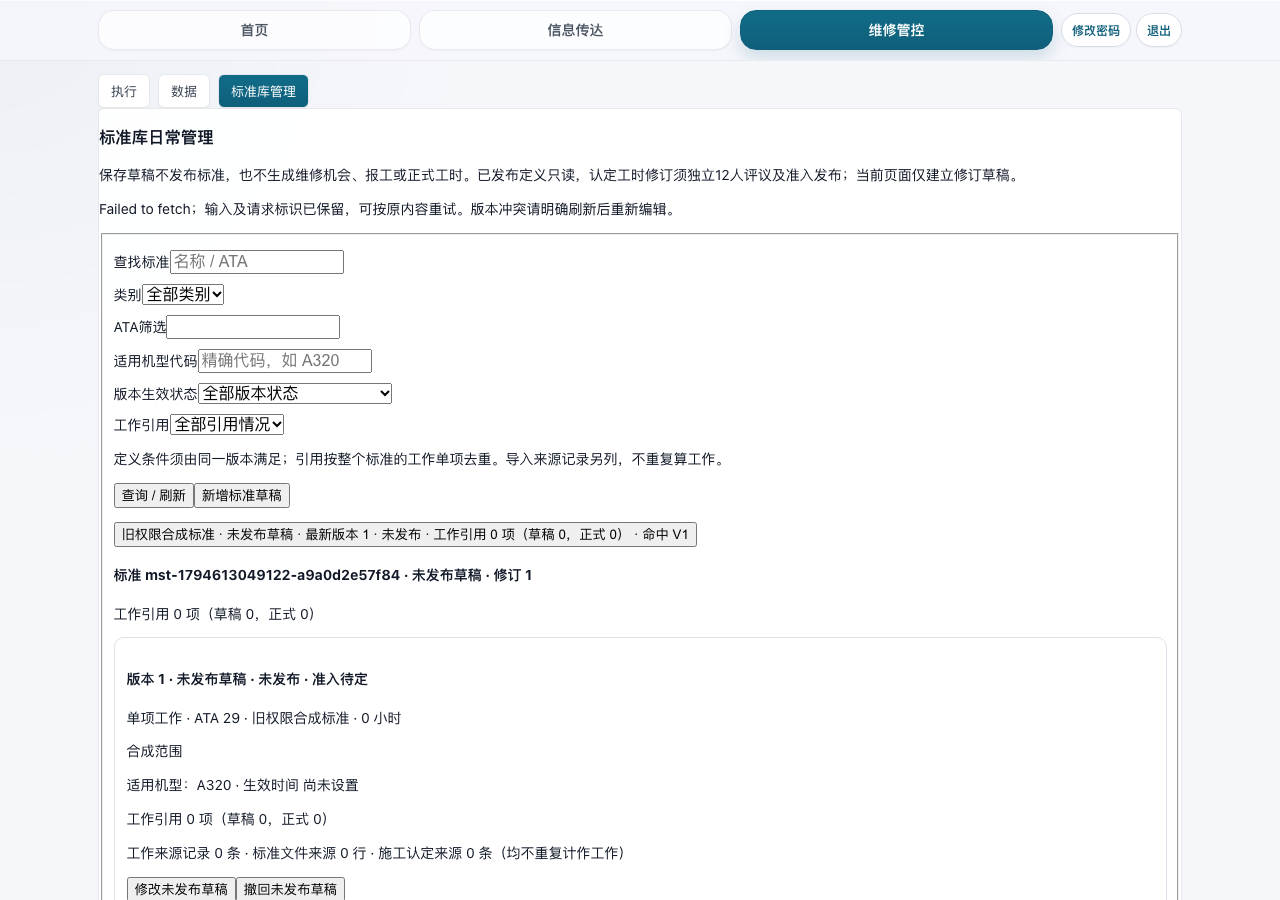 首页 信息传达 维修管控 修改密码 退出
执行 数据 标准库管理
标准库日常管理
保存草稿不发布标准，也不生成维修机会、报工或正式工时。已发布定义只读，认定工时修订须独立12人评议及准入发布；当前页面仅建立修订草稿。
Failed to fetch；输入及请求标识已保留，可按原内容重试。版本冲突请明确刷新后重新编辑。
查找标准 名称 / ATA
类别 全部类别
ATA筛选
适用机型代码 精确代码，如 A320
版本生效状态 全部版本状态
工作引用 全部引用情况
定义条件须由同一版本满足；引用按整个标准的工作单项去重。导入来源记录另列，不重复算工作。
查询 / 刷新 新增标准草稿
旧权限合成标准 · 未发布草稿 · 最新版本 1 · 未发布 · 工作引用 0 项（草稿 0，正式 0） · 命中 V1
标准 mst-1794613049122-a9a0d2e57f84 · 未发布草稿 · 修订 1
工作引用 0 项（草稿 0，正式 0）
版本 1 · 未发布草稿 · 未发布 · 准入待定
单项工作 · ATA 29 · 旧权限合成标准 · 0 小时
合成范围
适用机型：A320 · 生效时间 尚未设置
工作引用 0 项（草稿 0，正式 0）
工作来源记录 0 条 · 标准文件来源 0 行 · 施工认定来源 0 条（均不重复计作工作）
修改未发布草稿 撤回未发布草稿